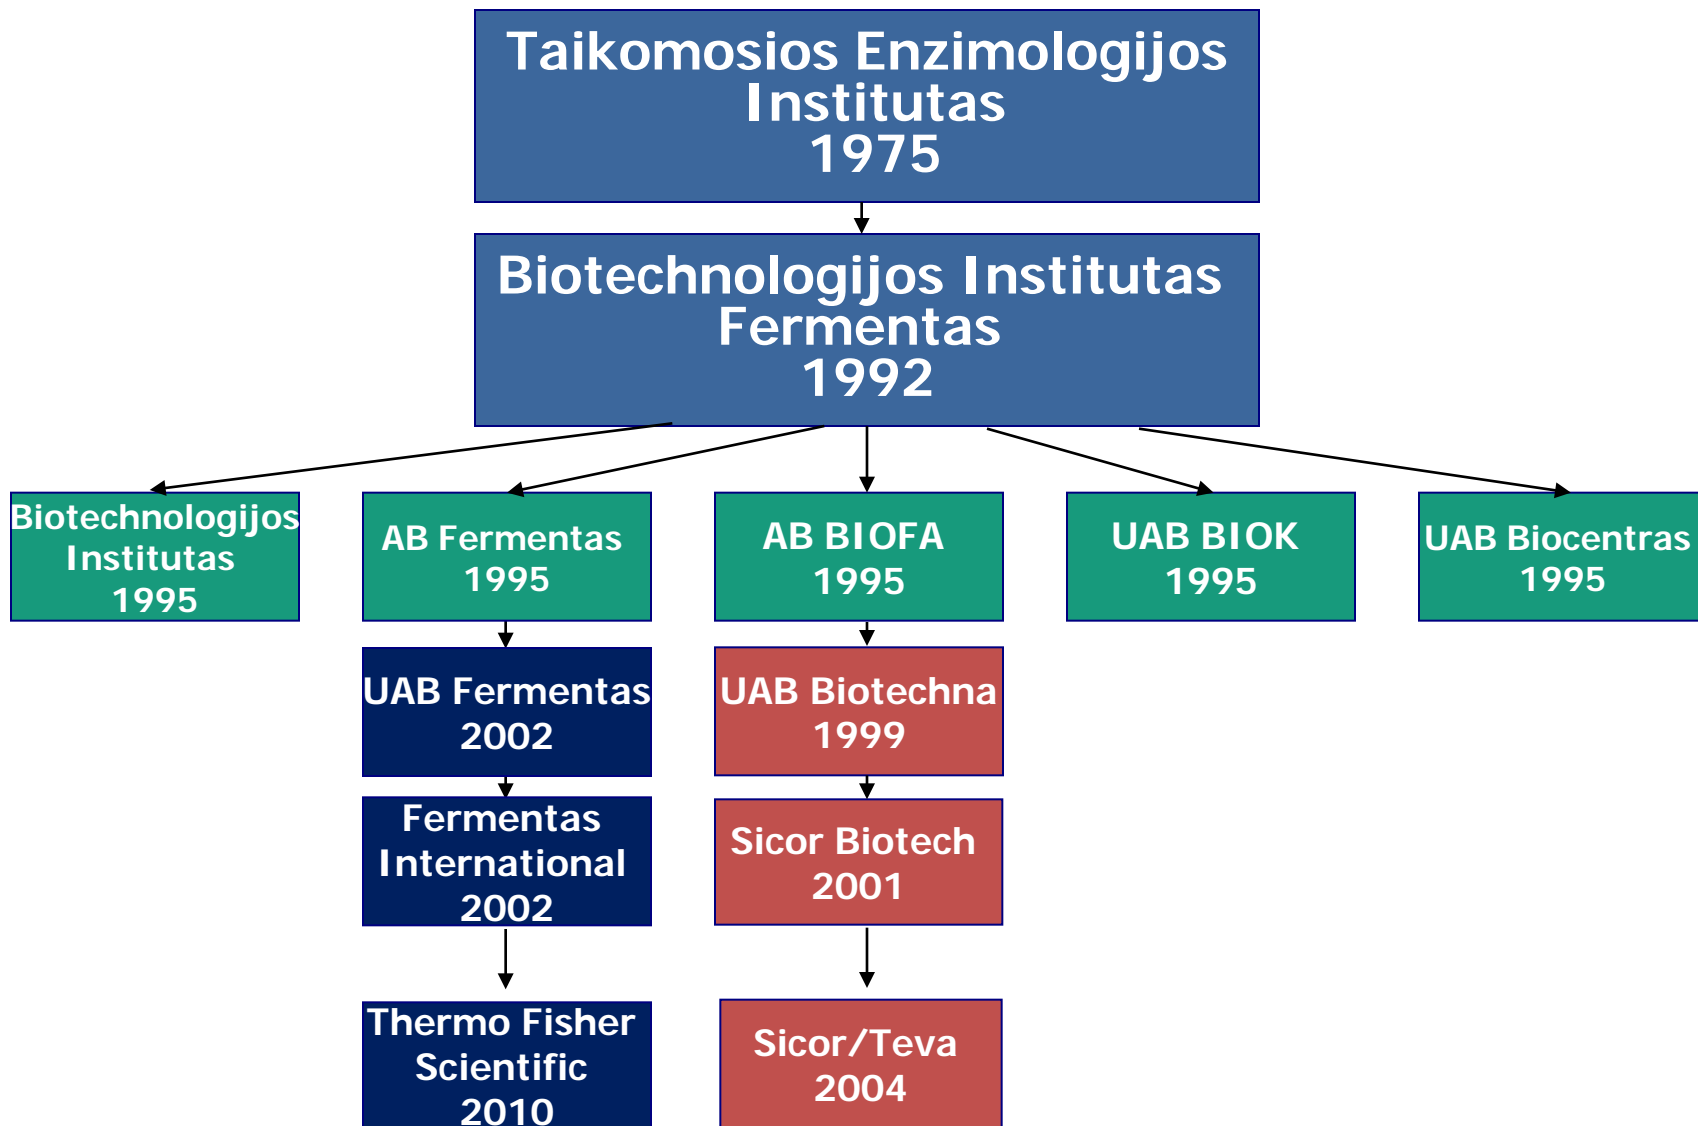 Taikomosios Enzimologijos
Institutas
1975
Biotechnologijos Institutas
Fermentas
1992
Biotechnologijos
Institutas
1995
AB Fermentas
1995
AB BIOFA
1995
UAB BIOK
1995
UAB Biocentras
1995
UAB Fermentas
2002
UAB Biotechna
1999
Fermentas
International
2002
Sicor Biotech
2001
Thermo Fisher
Scientific
2010
Sicor/Teva
2004